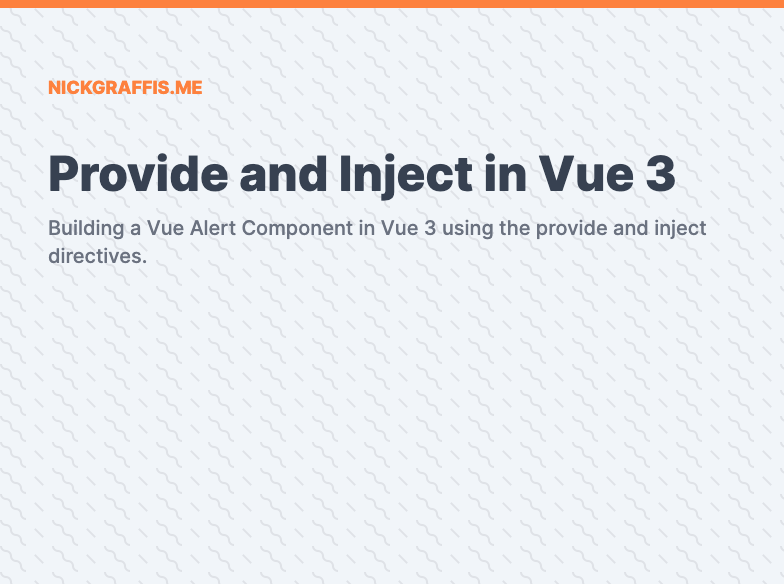 NICKGRAFFIS.ME
Provide and Inject in Vue 3
Building a Vue Alert Component in Vue 3 using the provide and inject
directives.